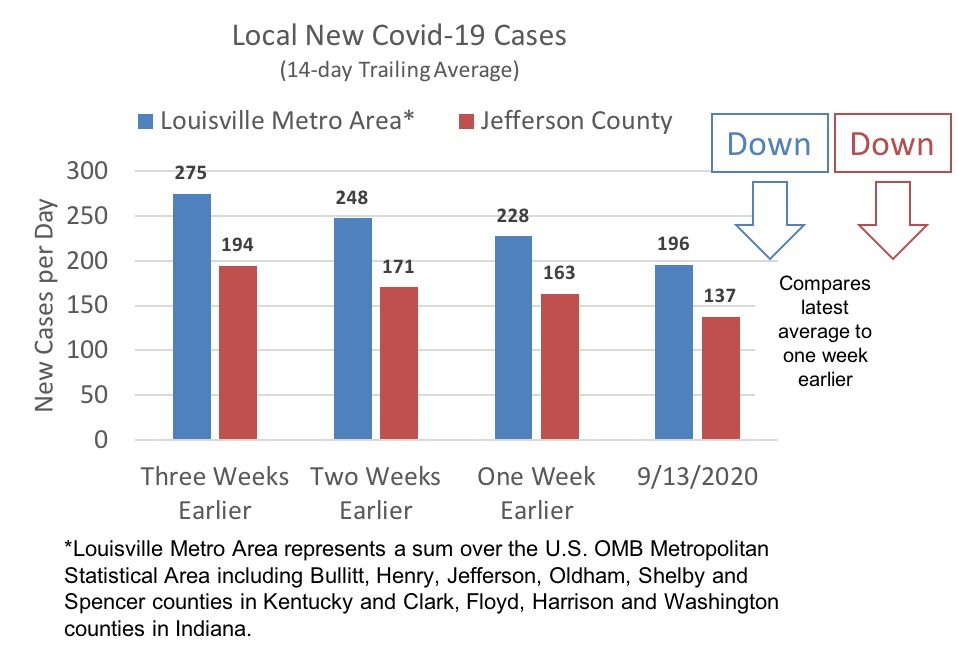 Local New Covid-19 Cases
(14-day Trailing Average)
Louisville Metro Area* Jefferson County
Down Down
New Cases per Day
300
250
200
150
100
50
0
275
194
248
171
228
163
196
137
Compares
latest
average to
one week
earlier
Three Weeks
Earlier
Two Weeks
Earlier
One Week
Earlier
9/13/2020
*Louisville Metro Area represents a sum over the U.S. OMB Metropolitan
Statistical Area including Bullitt, Henry, Jefferson, Oldham, Shelby and
Spencer counties in Kentucky and Clark, Floyd, Harrison and Washington
counties in Indiana.